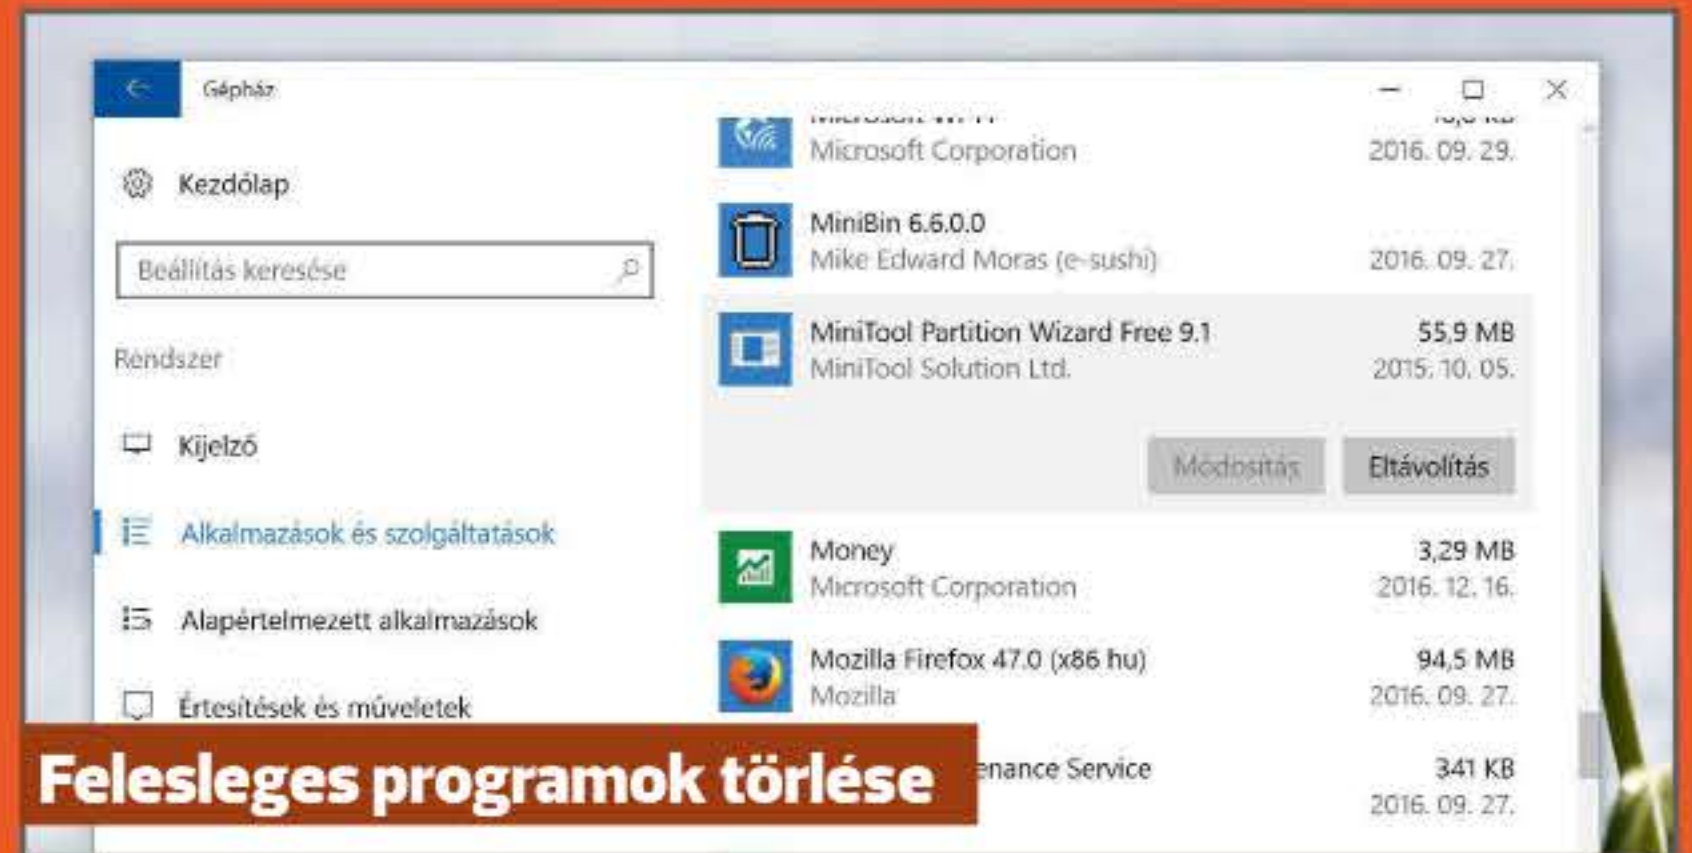 Gépház
Kezdőlap
Beállítás keresése
Rendszer
Kijelző
Alkalmazások és szolgáltatások
Alapértelmezett alkalmazások
Értesítések és műveletek
Microsoft Corporation
2016. 09. 29.
MiniBin 6.6.0.0
Mike Edward Moras (e-sushi)
2016. 09. 27.
MiniTool Partition Wizard Free 9.1
55,9 MB
MiniTool Solution Ltd.
2015. 10. 05.
Módosítás
Eltávolítás
Money
3,29 MB
Microsoft Corporation
2016. 12. 16.
Mozilla Firefox 47.0 (x86 hu)
94,5 MB
Mozilla
2016. 09. 27.
enance Service
341 KB
2016. 09. 27.
Felesleges programok törlése